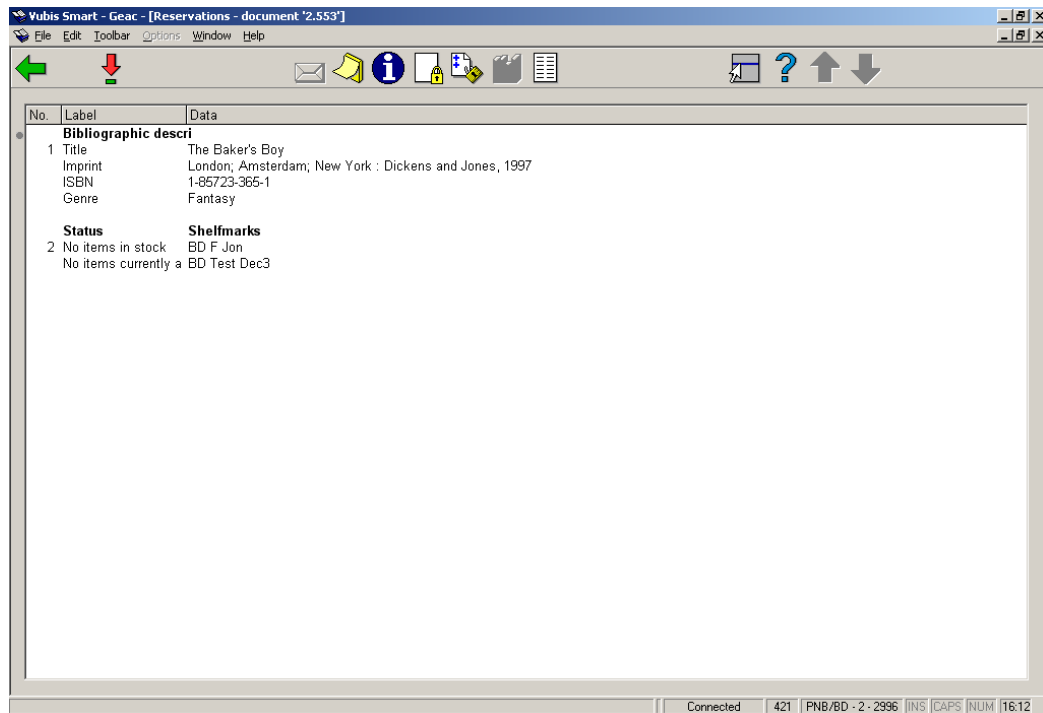 Vubis Smart - Geac - [Reservations - document '2.553']
File Edit Toolbar Options Window Help
No. Label Data
Bibliographic descri
1 Title The Baker's Boy
Imprint London; Amsterdam; New York : Dickens and Jones, 1997
ISBN 1-85723-365-1
Genre Fantasy
Status Shelfmarks
2 No items in stock BD F Jon
No items currently a BD Test Dec3
Connected 421 PNB/BD - 2 - 2996 INS CAPS NUM 16:12